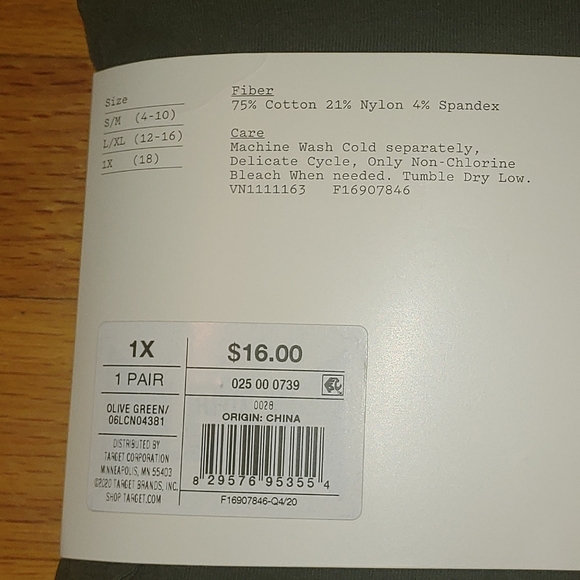 Size
S/M (4-10)
L/XL (12-16)
1X (18)
Fiber
75% Cotton 21% Nylon 4% Spandex
Care
Machine Wash Cold separately,
Delicate Cycle, Only Non-Chlorine
Bleach When needed. Tumble Dry Low.
VN1111163 F16907846
1X
1 PAIR
OLIVE GREEN/
06LCN04381
DISTRIBUTED BY
TARGET CORPORATION
MINNEAPOLIS, MN 55403
©2020 TARGET BRANDS, INC.
SHOP TARGET.COM
$16.00
025 00 0739
0028
ORIGIN: CHINA
8 29576 95355 4
F16907846-Q4/20